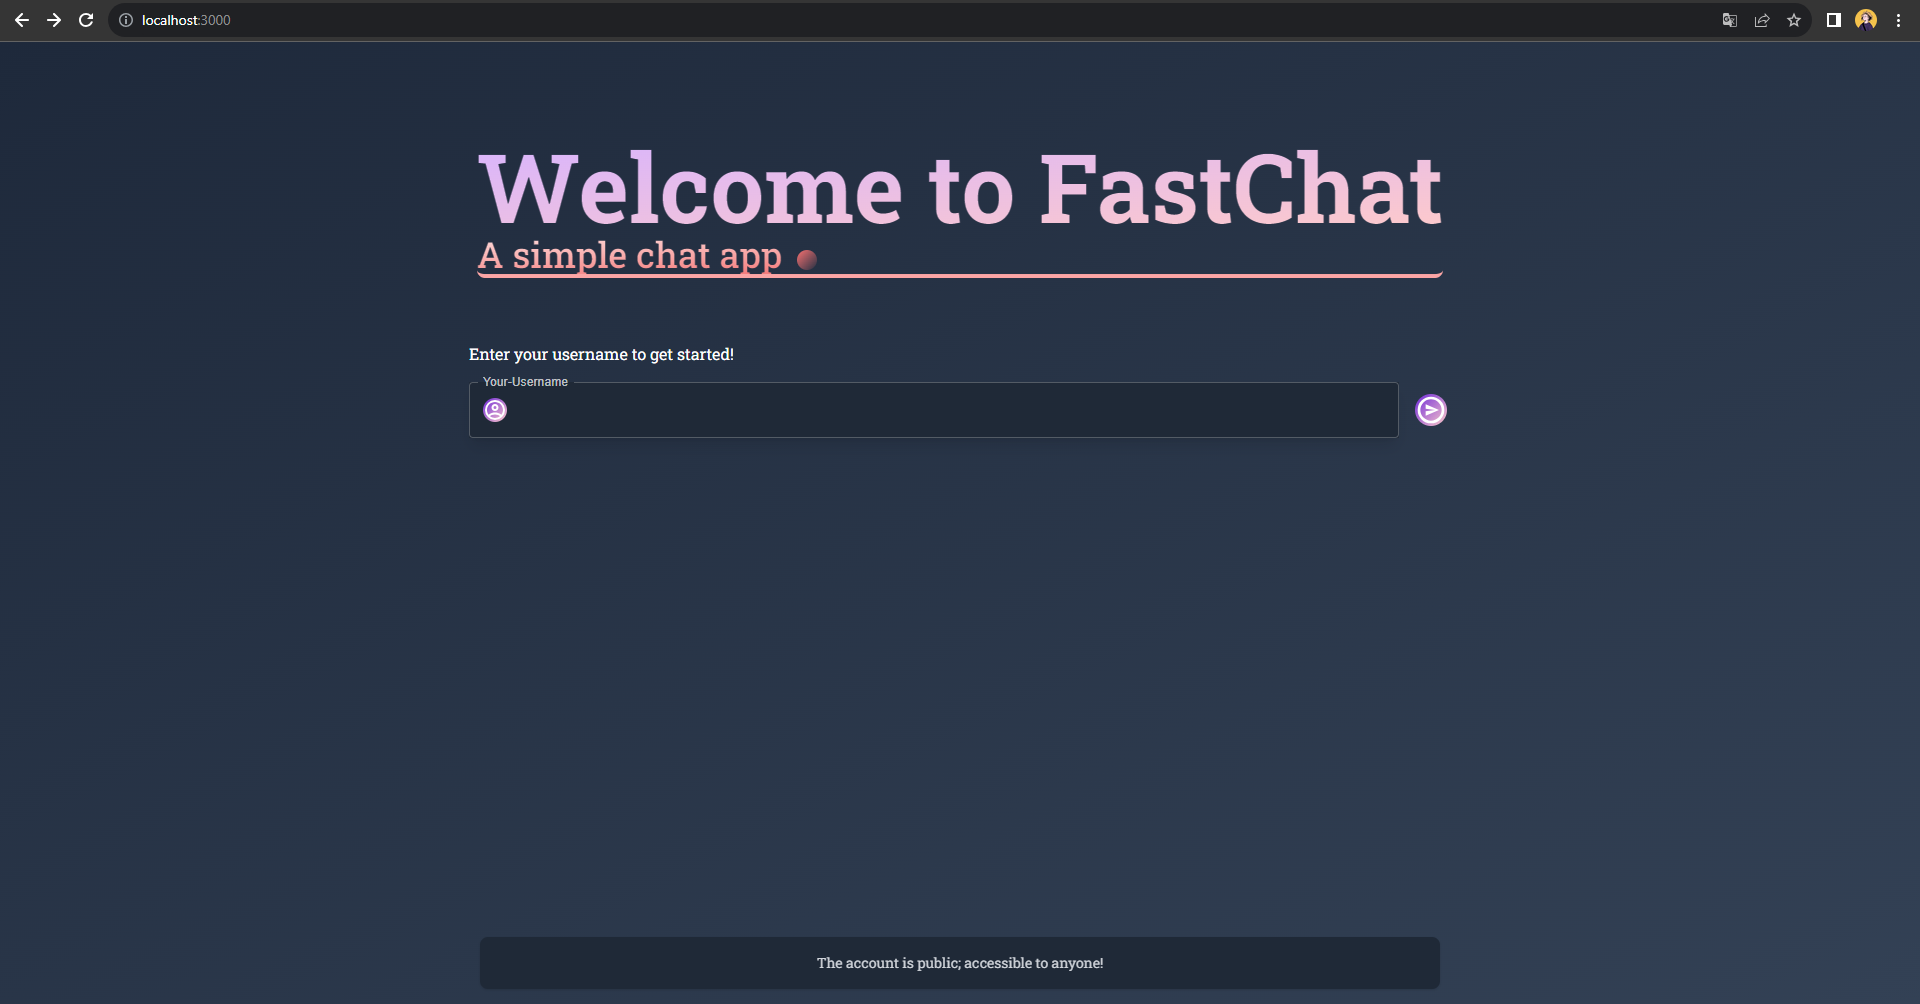 localhost:3000
Welcome to FastChat
A simple chat app
Enter your username to get started!
Your-Username
The account is public; accessible to anyone!